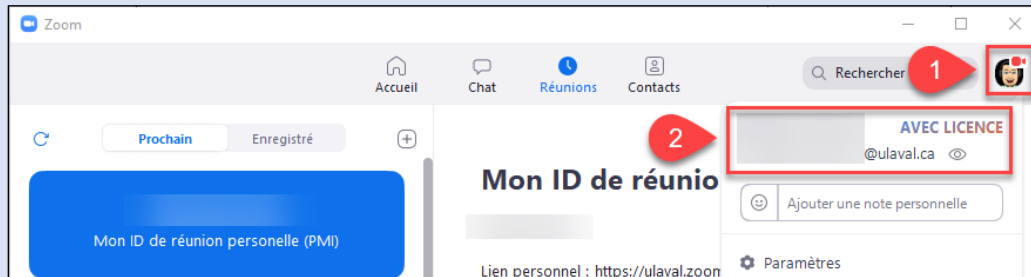 Zoom
Accueil
Chat
Réunions
Contacts
Rechercher
1
Prochain
Enregistré
2
AVEC LICENCE
@ulaval.ca
Mon ID de réunio
Ajouter une note personnelle
Mon ID de réunion personelle (PMI)
Lien personnel : https://ulaval.zoom
Paramètres